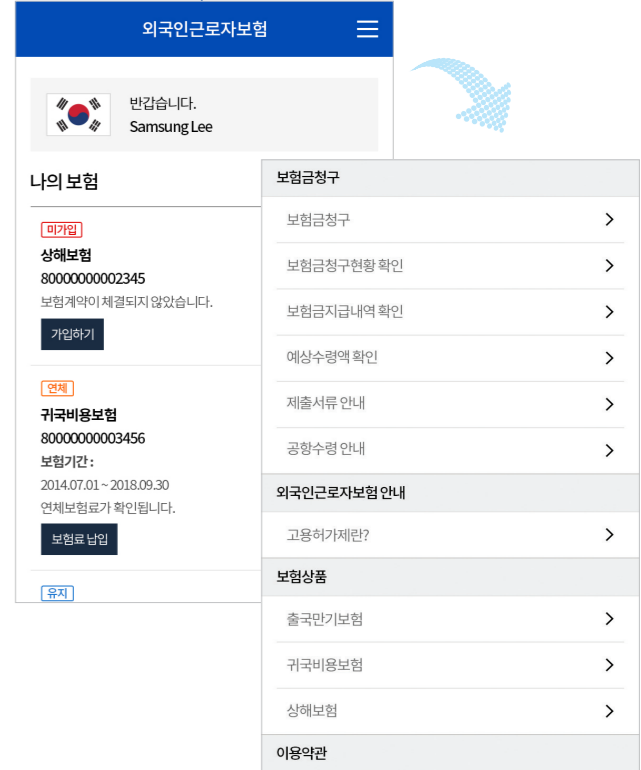 외국인근로자보험
반갑습니다.
Samsung Lee
나의 보험
미가입
상해보험
80000000002345
보험계약이 체결되지 않았습니다.
가입하기
연체
귀국비용보험
80000000003456
보험기간 :
2014.07.01 ~ 2018.09.30
연체보험료가 확인됩니다.
보험료 납입
유지
보험금청구
보험금청구
보험금청구현황 확인
보험금지급내역 확인
예상수령액 확인
제출서류 안내
공항수령 안내
외국인근로자보험 안내
고용허가제란?
보험상품
출국만기보험
귀국비용보험
상해보험
이용약관